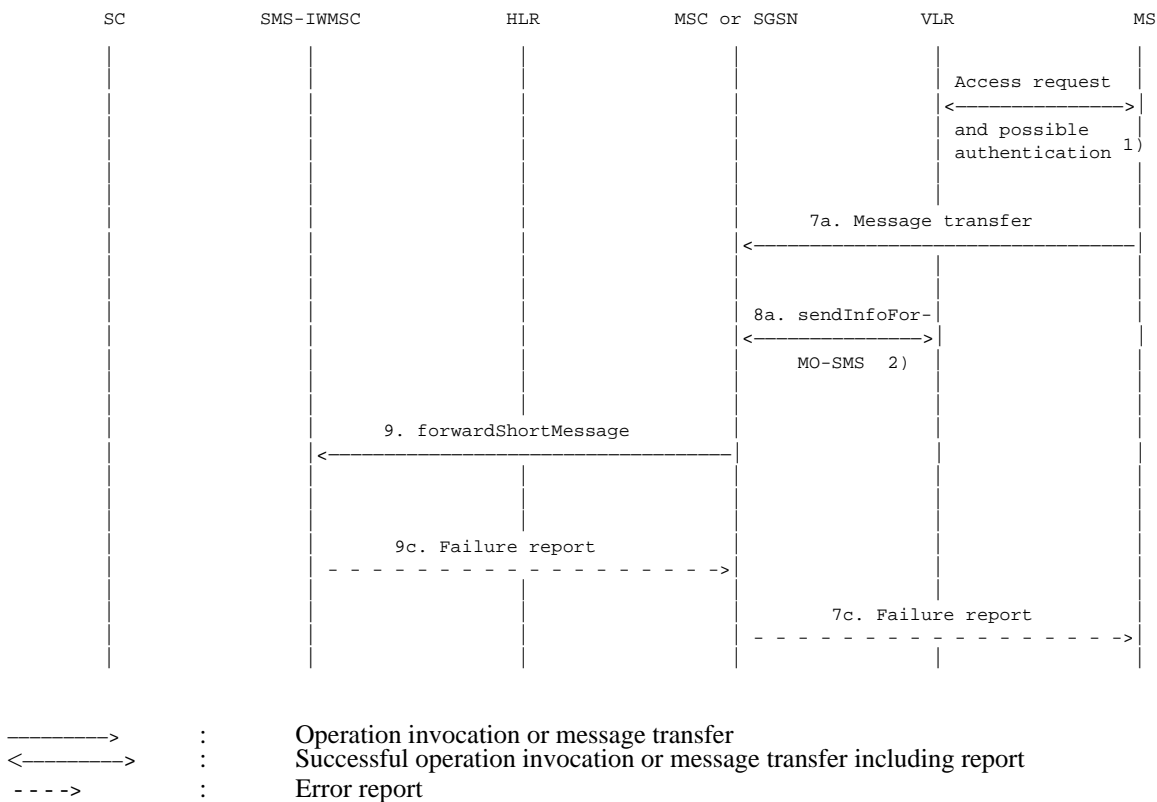 SC SMS-IWMSC HLR MSC or SGSN VLR MS
Access request
and possible
authentication 1)
7a. Message transfer
8a. sendInfoFor-
MO-SMS 2)
9. forwardShortMessage
9c. Failure report
7c. Failure report
: Operation invocation or message transfer
: Successful operation invocation or message transfer including report
: Error report